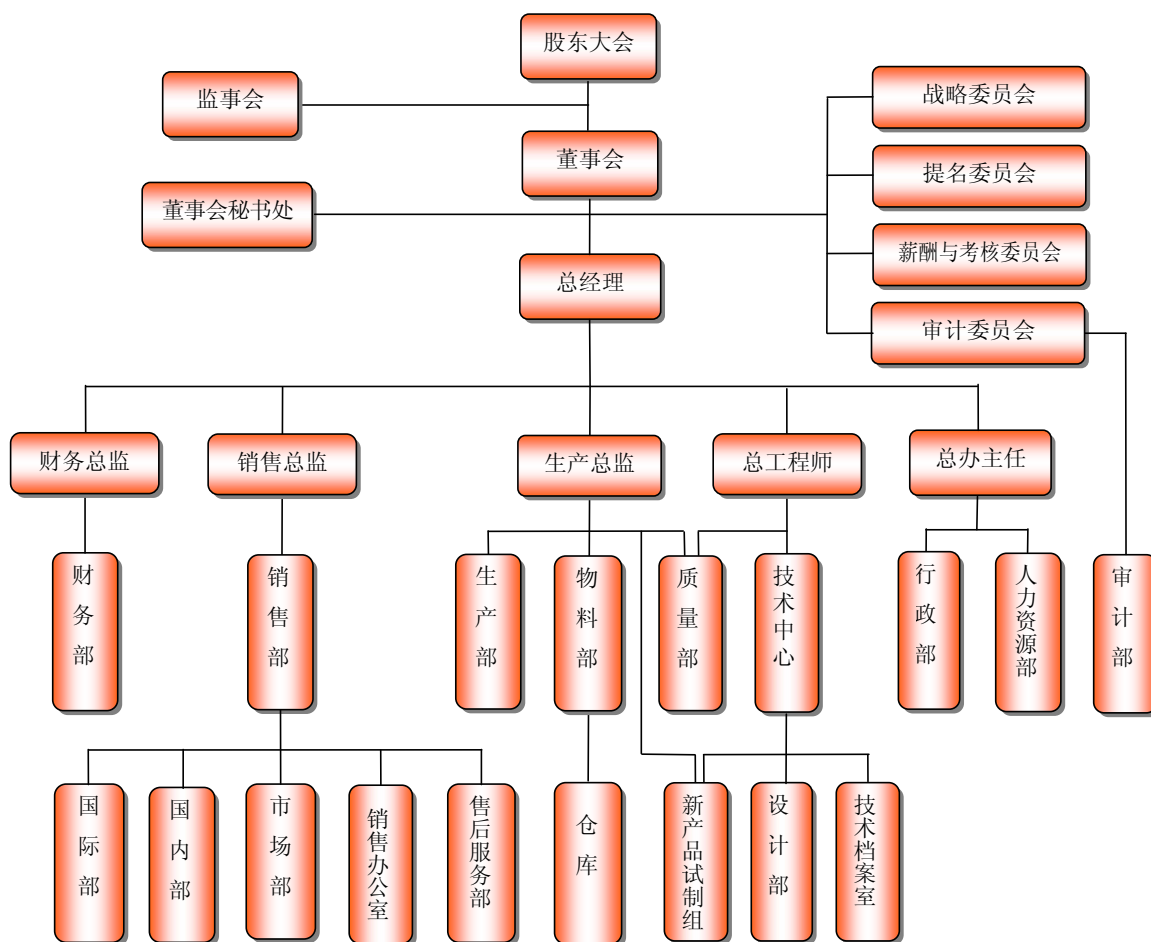 股东大会
监事会
战略委员会
董事会
提名委员会
董事会秘书处
薪酬与考核委员会
总经理
审计委员会
财务总监
销售总监
生产总监
总工程师
总办主任
财务部
销售部
生产部
物料部
质量部
技术中心
行政部
人力资源部
审计部
国际部
国内部
市场部
销售办公室
售后服务部
仓库
新产品试制组
设计部
技术档案室